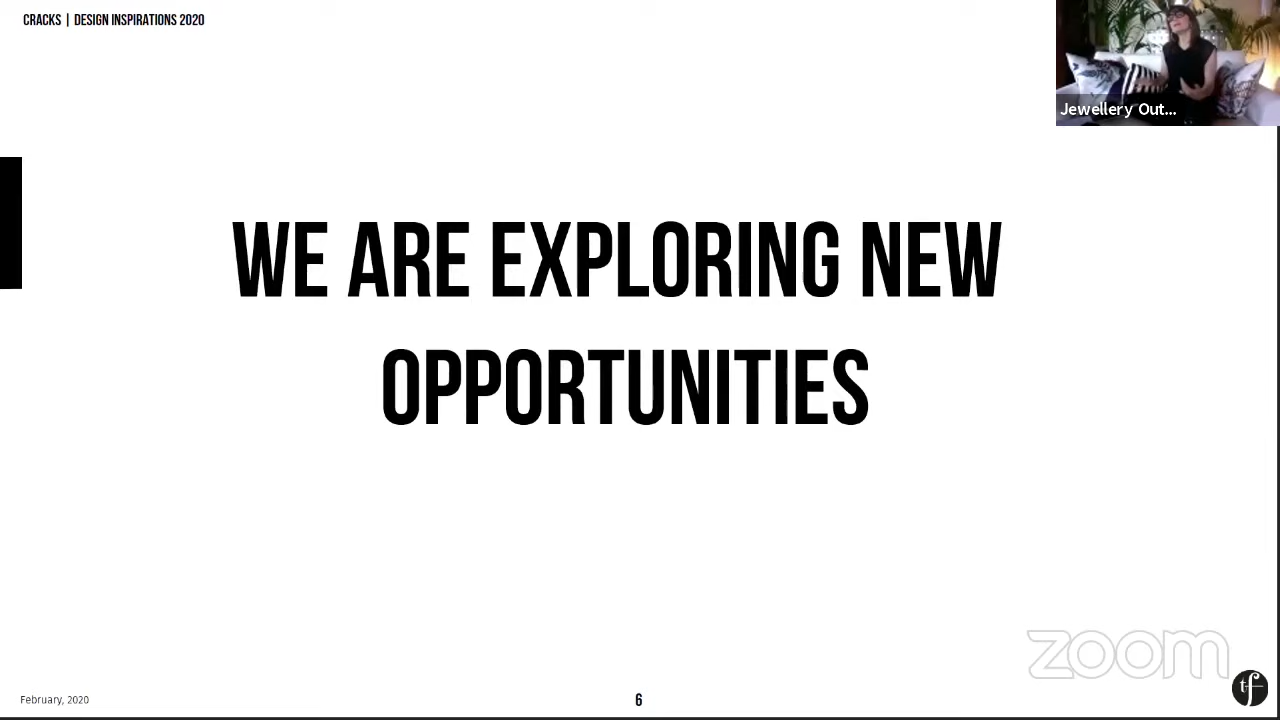 CRACKS | DESIGN INSPIRATIONS 2020
Jewellery Out...
WE ARE EXPLORING NEW
OPPORTUNITIES
zoom
tf
February, 2020
6